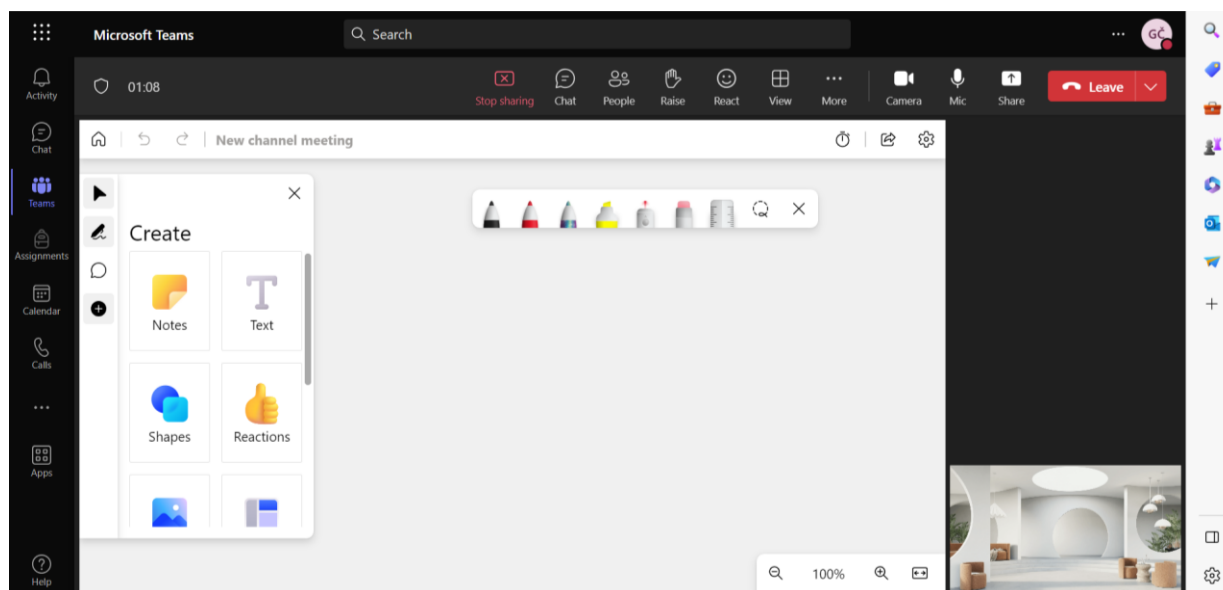 Microsoft Teams
Search
GČ
Activity
Chat
Teams
Assignments
Calendar
Calls
Apps
Help
01:08
Stop sharing
Chat
People
Raise
React
View
More
Camera
Mic
Share
Leave
New channel meeting
Create
Notes
Text
Shapes
Reactions
100%